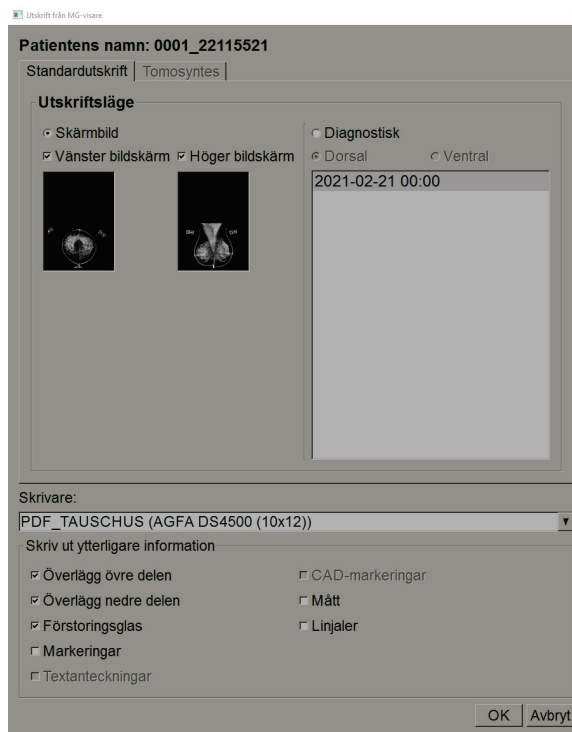 Utskrift från MG-visare
Patientens namn: 0001_22115521
Standardutskrift Tomosyntes
Utskriftsläge
Skärmbild
Vänster bildskärm Höger bildskärm
Diagnostisk
Dorsal Ventral
2021-02-21 00:00
Skrivare:
PDF_TAUSCHUS (AGFA DS4500 (10x12))
Skriv ut ytterligare information
Överlägg övre delen
Överlägg nedre delen
Förstoringsglas
Markeringar
Textanteckningar
CAD-markeringar
Mått
Linjaler
OK Avbryt